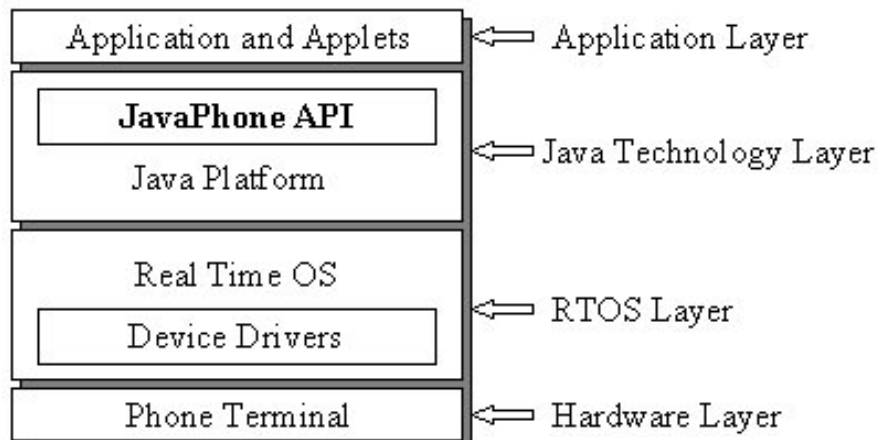 Application and Applets
Application Layer
JavaPhone API
Java Platform
Java Technology Layer
Real Time OS
Device Drivers
RTOS Layer
Phone Terminal
Hardware Layer